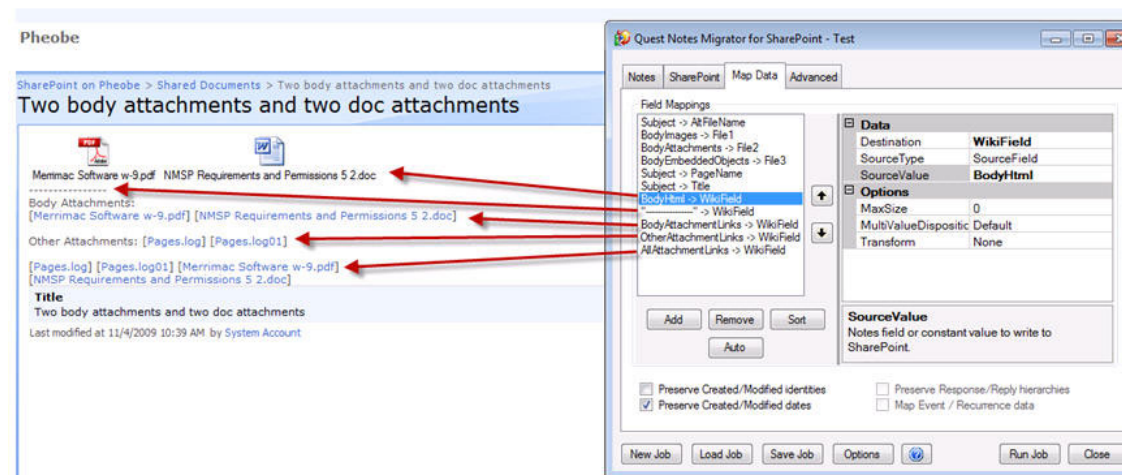 Pheobe
SharePoint on Pheobe > Shared Documents > Two body attachments and two doc attachments
Two body attachments and two doc attachments
Merrimac Software w-9.pdf NMSP Requirements and Permissions 5 2.doc
----------------
Body Attachments:
[Merrimac Software w-9.pdf] [NMSP Requirements and Permissions 5 2.doc]
Other Attachments: [Pages.log] [Pages.log01]
[Pages.log] [Pages.log01] [Merrimac Software w-9.pdf]
[NMSP Requirements and Permissions 5 2.doc]
Title
Two body attachments and two doc attachments
Last modified at 11/4/2009 10:39 AM by System Account
Quest Notes Migrator for SharePoint - Test
Notes SharePoint Map Data Advanced
Field Mappings
Subject -> AltFileName
BodyImages -> File1
BodyAttachments -> File2
BodyEmbeddedObjects -> File3
Subject -> PageName
Subject -> Title
BodyHtml -> WikiField
"----------------" -> WikiField
BodyAttachmentLinks -> WikiField
OtherAttachmentLinks -> WikiField
AllAttachmentLinks -> WikiField
Data
Destination WikiField
SourceType SourceField
SourceValue BodyHtml
Options
MaxSize 0
MultiValueDispositic Default
Transform None
Add Remove Sort
Auto
SourceValue
Notes field or constant value to write to
SharePoint.
Preserve Created/Modified identities
Preserve Created/Modified dates
Preserve Response/Reply hierarchies
Map Event / Recurrence data
New Job Load Job Save Job Options Run Job Close